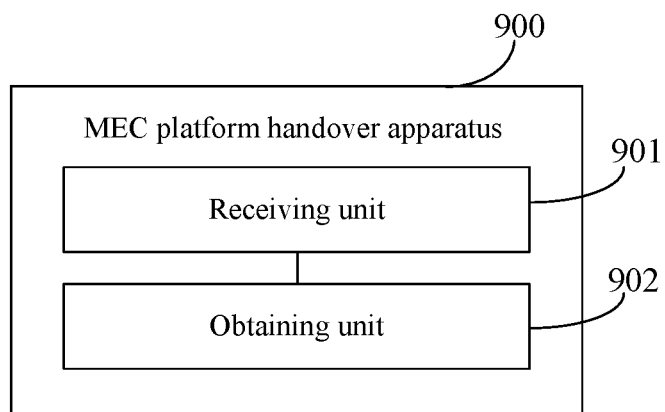 900
MEC platform handover apparatus
901
Receiving unit
902
Obtaining unit